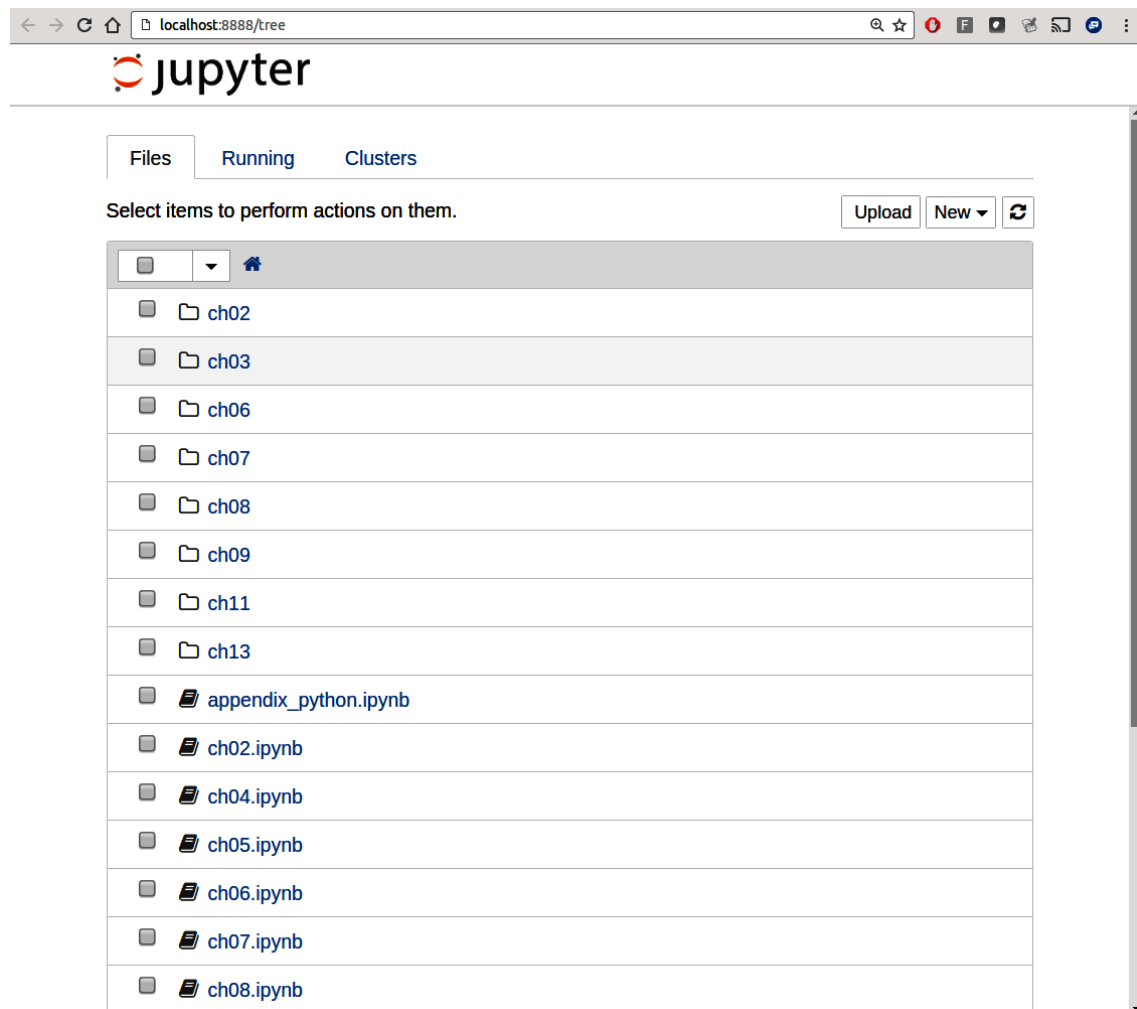 localhost:8888/tree
F
jupyter
Files Running Clusters
Select items to perform actions on them. Upload New
ch02
ch03
ch06
ch07
ch08
ch09
ch11
ch13
appendix_python.ipynb
ch02.ipynb
ch04.ipynb
ch05.ipynb
ch06.ipynb
ch07.ipynb
ch08.ipynb